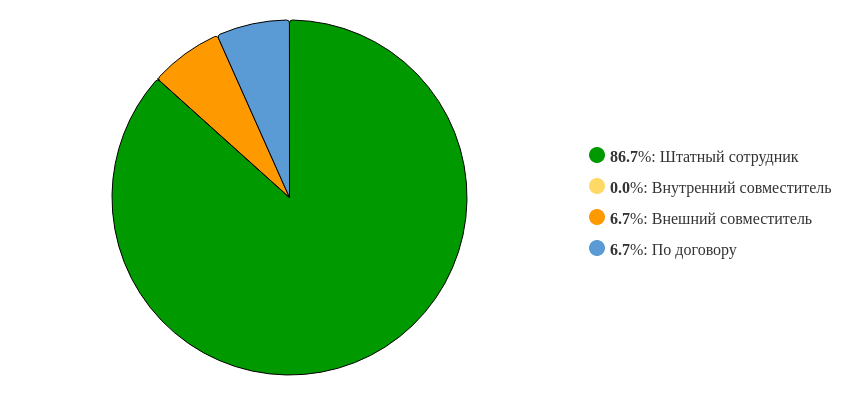 86.7%: Штатный сотрудник
0.0%: Внутренний совместитель
6.7%: Внешний совместитель
6.7%: По договору